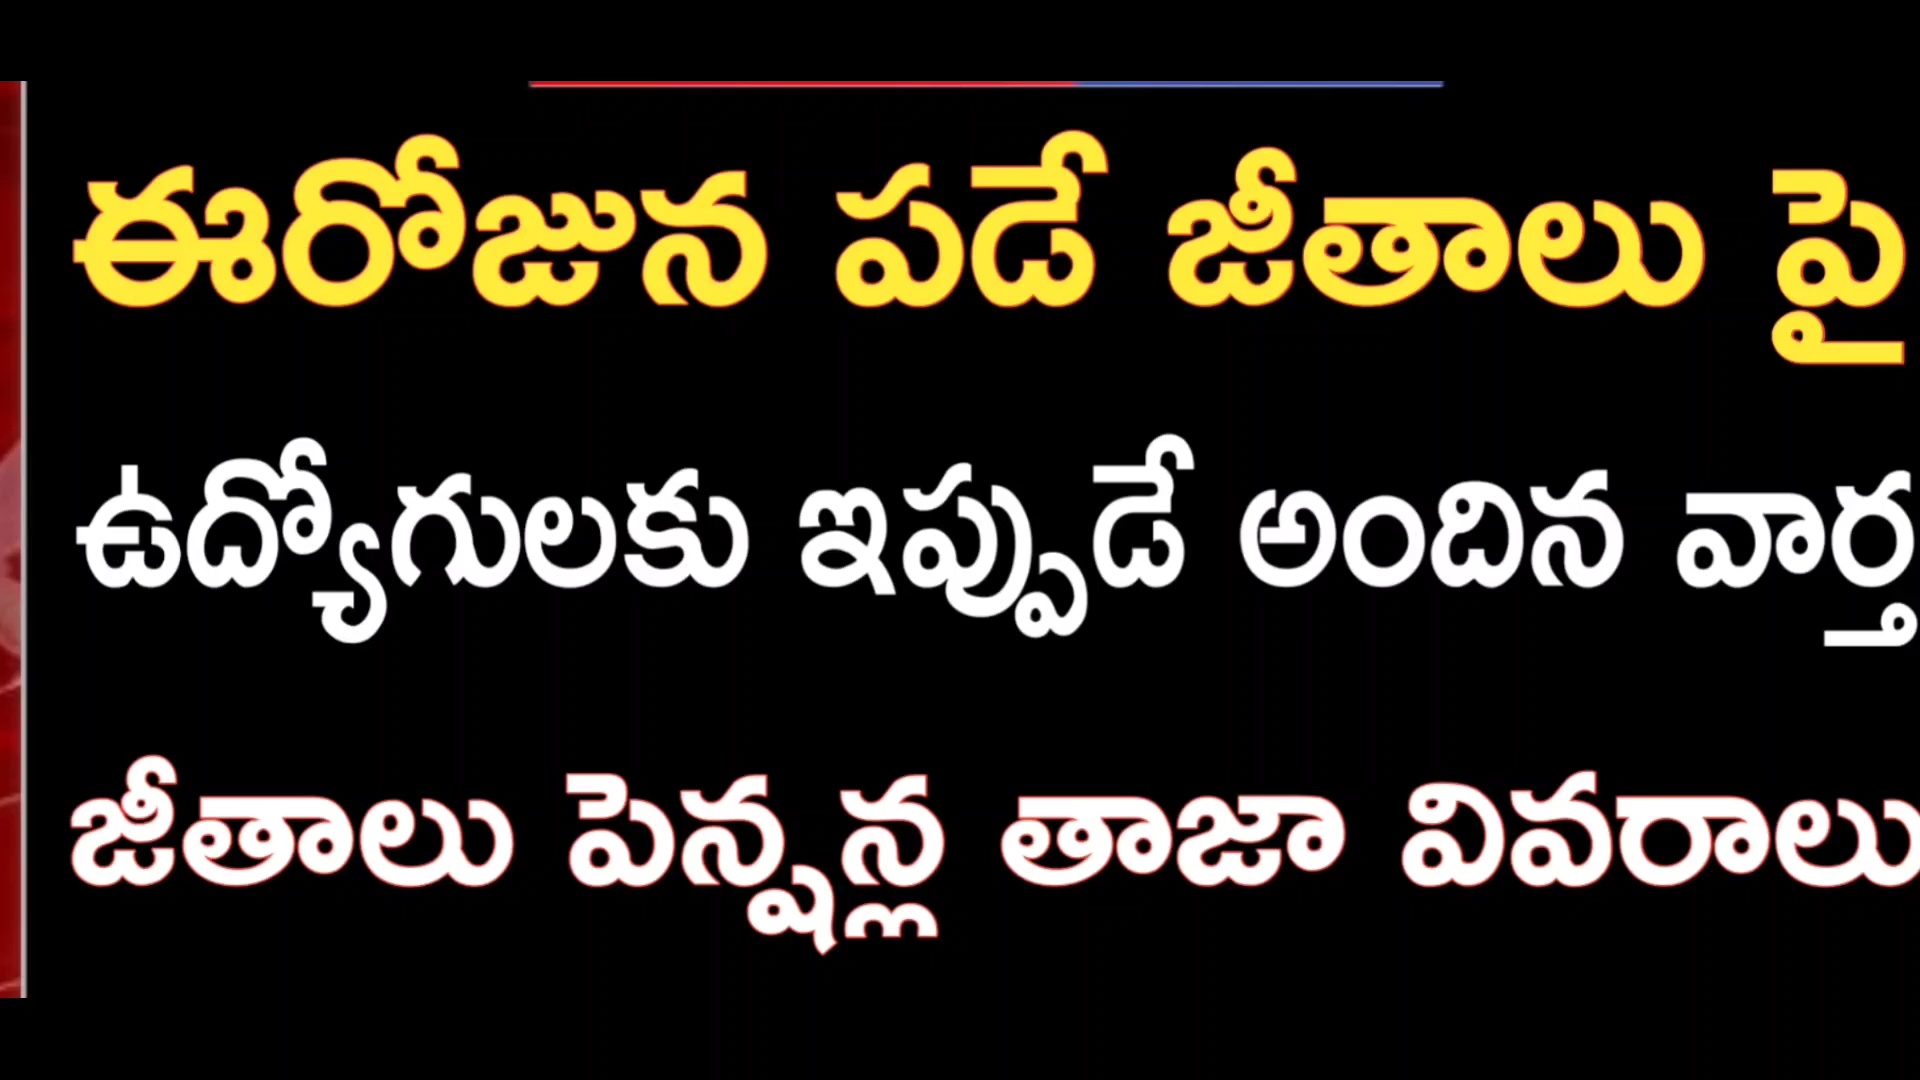 ఈరోజున పడే జీతాలు పై
ఉద్యోగులకు ఇప్పుడే అందిన వార్త
జీతాలు పెన్షన్ల తాజా వివరాలు